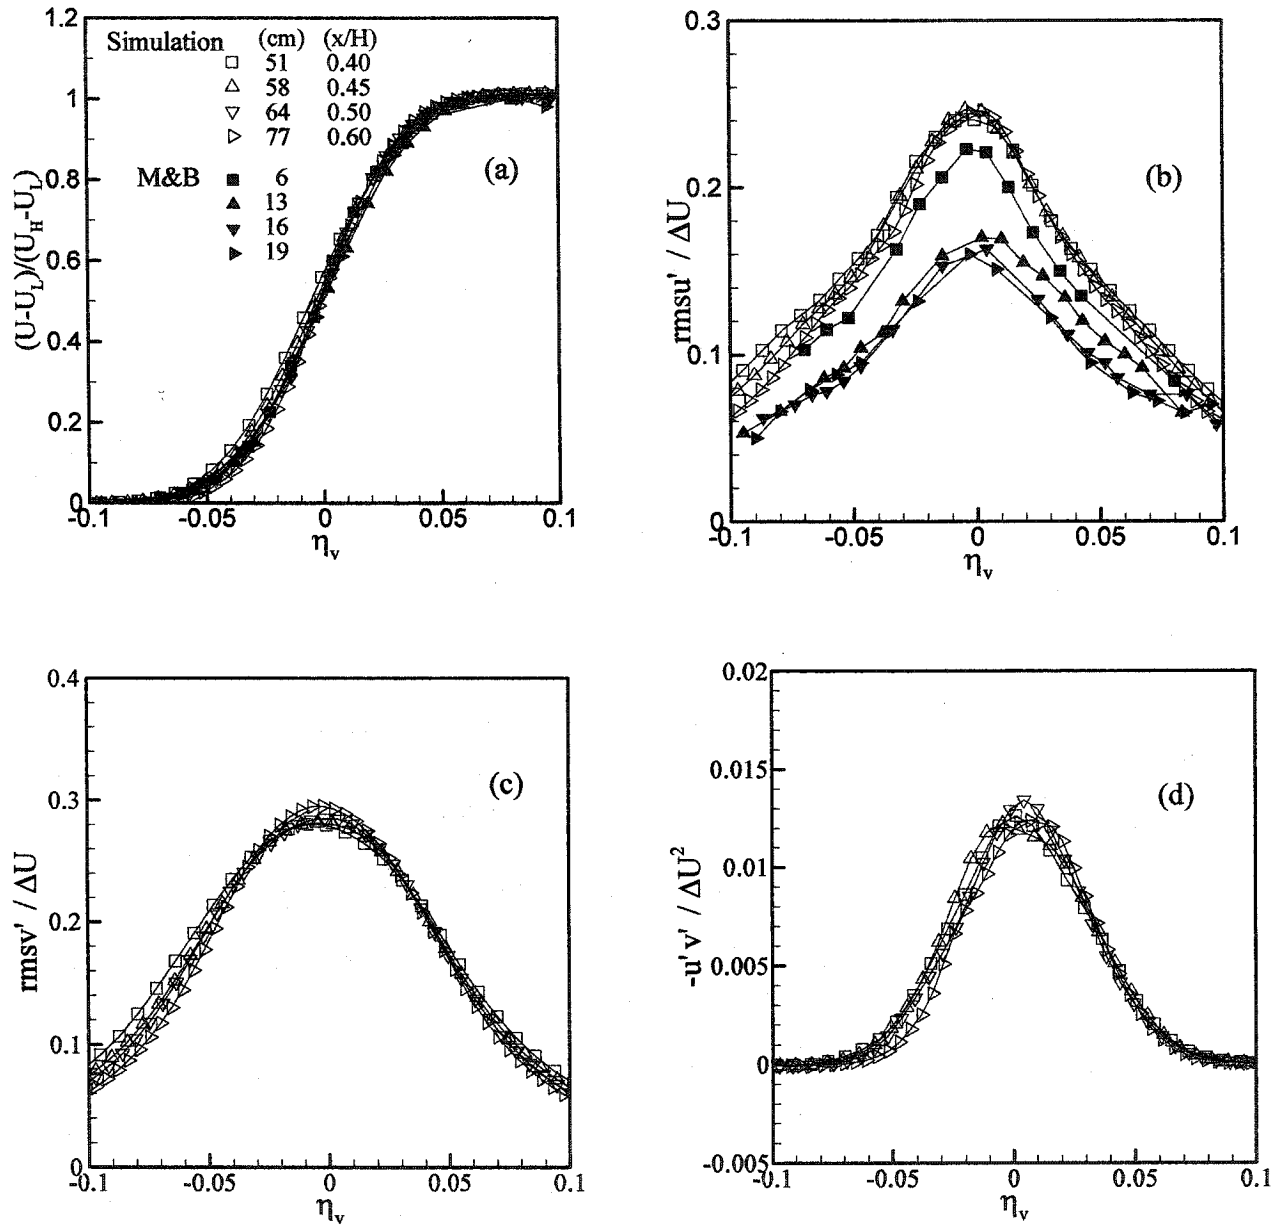 1.2
1
0.8
0.6
0.4
0.2
0
(U-U_L)/(U_H-U_L)
Simulation (cm) (x/H)
□ 51 0.40
△ 58 0.45
▽ 64 0.50
▷ 77 0.60
M&B ■ 6
▲ 13
▼ 16
▶ 19
(a)
-0.1 -0.05 0 0.05 0.1
η_v
0.3
0.2
0.1
0
rmsu' / ΔU
(b)
-0.1 -0.05 0 0.05 0.1
η_v
0.4
0.3
0.2
0.1
0
rmsv' / ΔU
(c)
-0.1 -0.05 0 0.05 0.1
η_v
0.02
0.015
0.01
0.005
0
-0.005
-u'v' / ΔU²
(d)
-0.1 -0.05 0 0.05 0.1
η_v